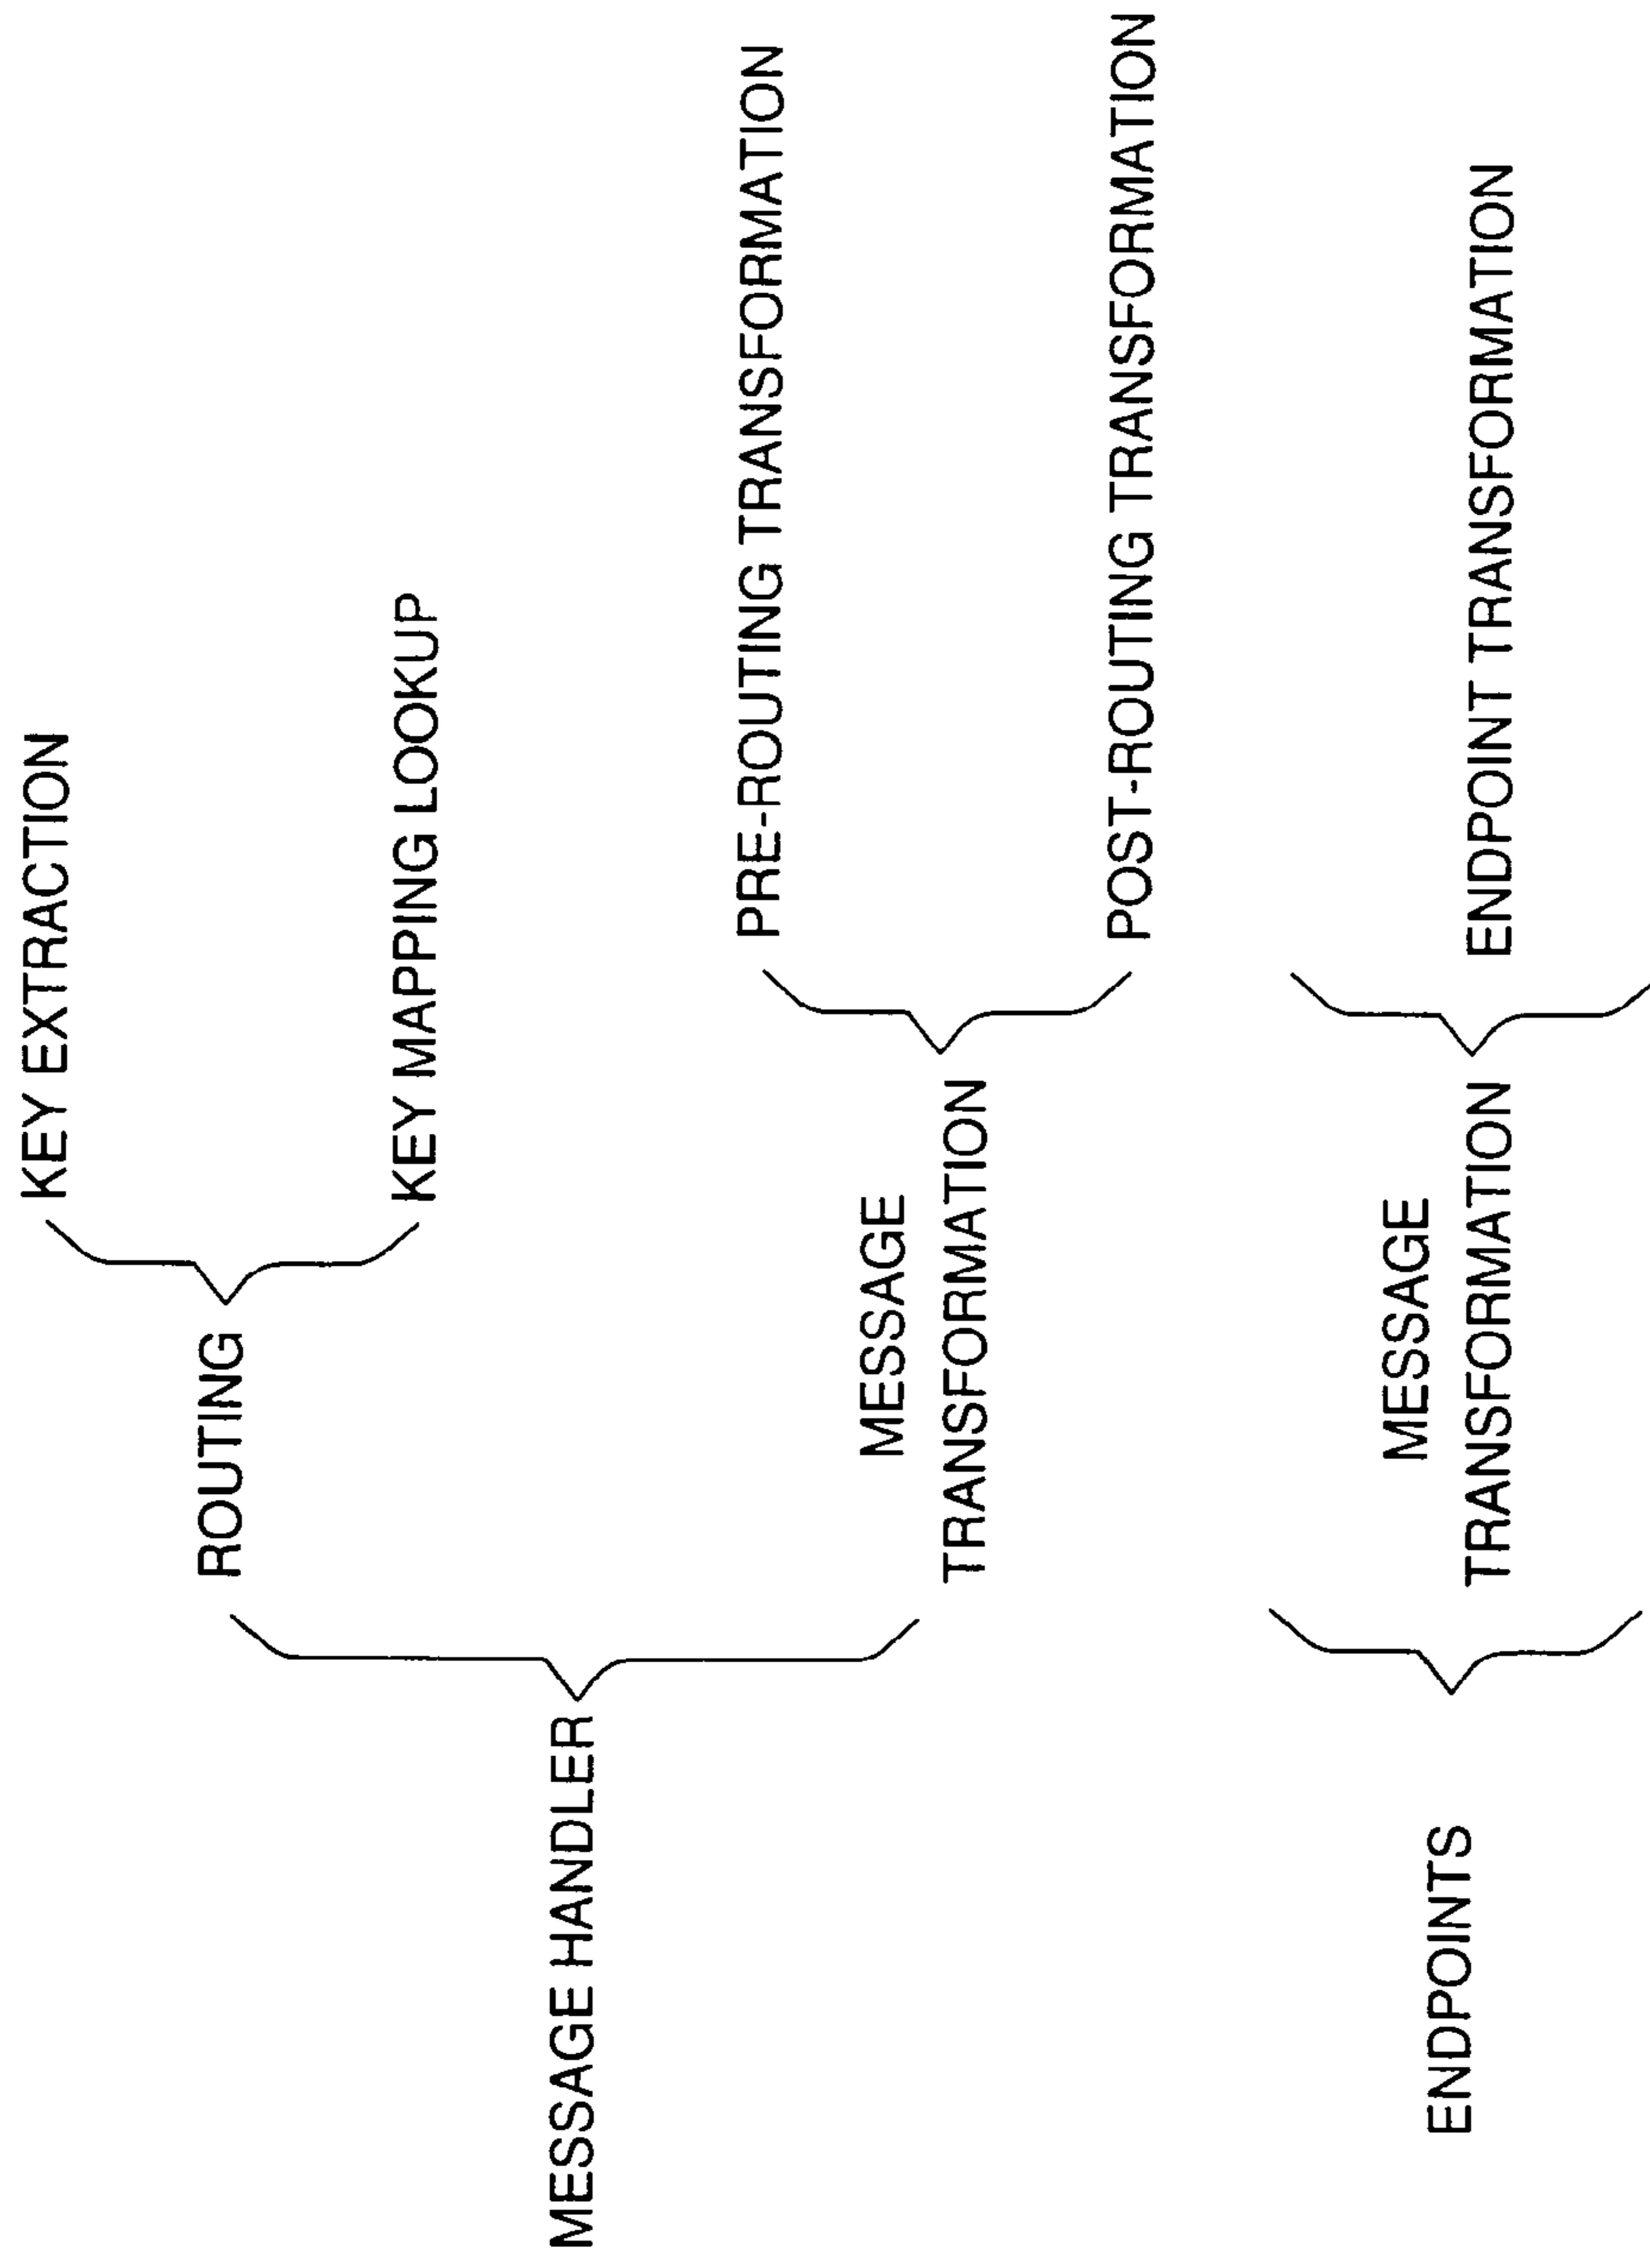 MESSAGE HANDLER
ROUTING
KEY EXTRACTION
KEY MAPPING LOOKUP
MESSAGE
TRANSFORMATION
PRE-ROUTING TRANSFORMATION
POST-ROUTING TRANSFORMATION
ENDPOINTS
MESSAGE
TRANSFORMATION
ENDPOINT TRANSFORMATION